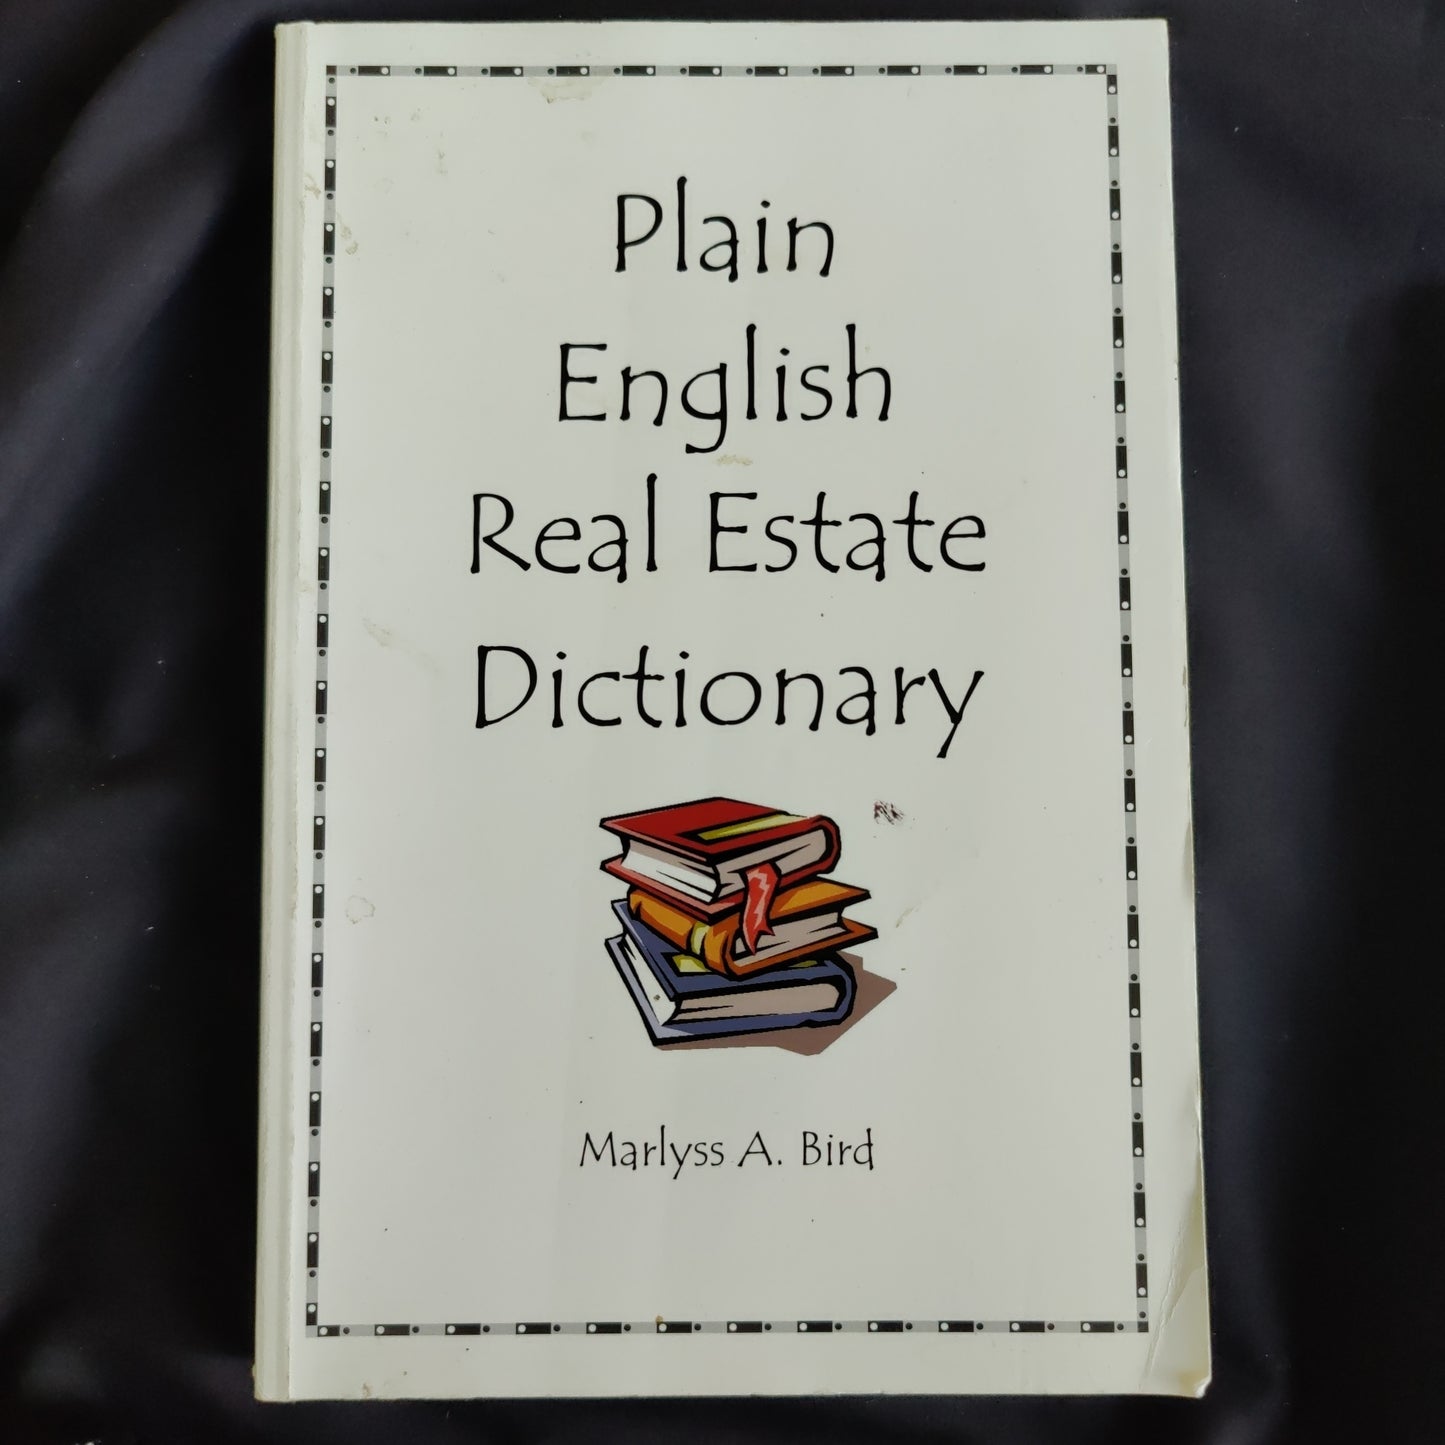 Plain
English
Real Estate
Dictionary
Marlyss A. Bird